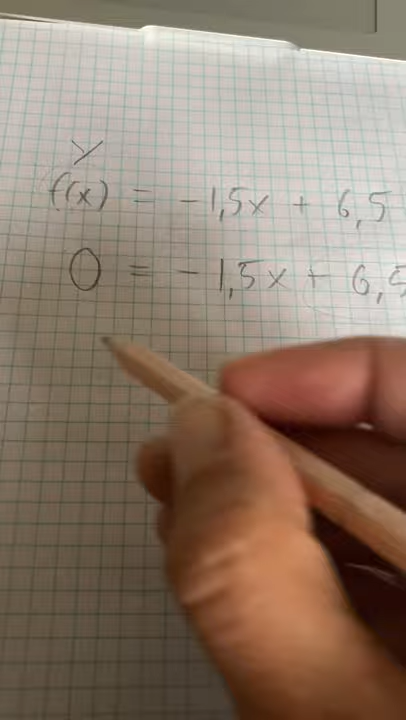 y
f(x) = -1,5x + 6,5
0 = -1,5x + 6,5